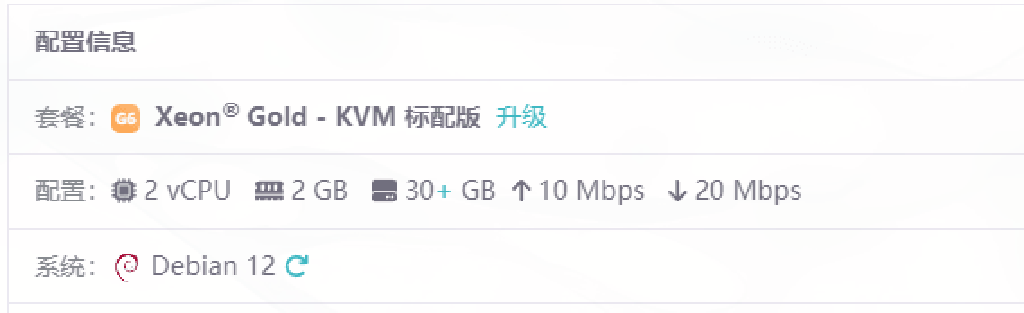 配置信息
套餐： G6 Xeon® Gold - KVM 标配版 升级
配置： 2 vCPU 2 GB 30+ GB ↑ 10 Mbps ↓ 20 Mbps
系统： Debian 12